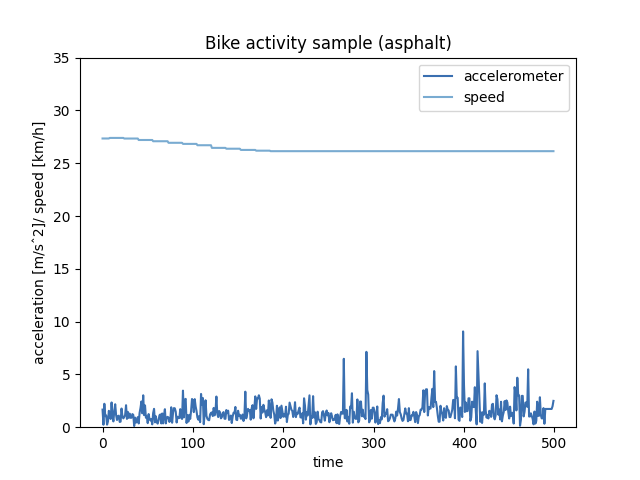 Bike activity sample (asphalt)
accelerometer
speed
acceleration [m/s^2]/ speed [km/h]
35
30
25
20
15
10
5
0
0 100 200 300 400 500
time